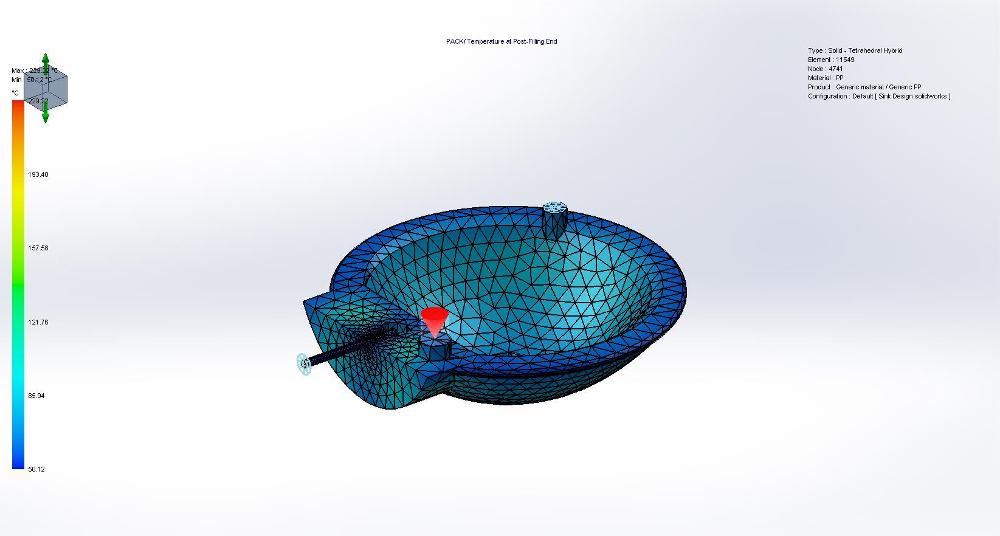 PACK/ Temperature at Post-Filling End
Type : Solid - Tetrahedral Hybrid
Element : 11549
Node : 4741
Material : PP
Product : Generic material / Generic PP
Configuration : Default [ Sink Design solidworks ]
Max : 229.22 °C
Min : 50.12 °C
°C
229.22
193.40
157.58
121.76
85.94
50.12